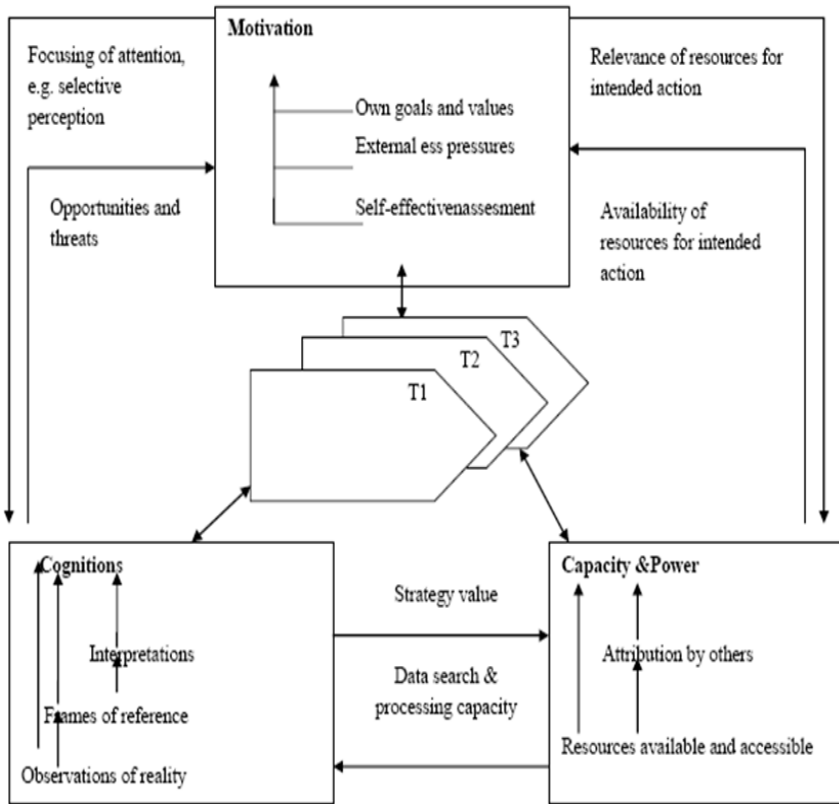 Motivation
Focusing of attention,
e.g. selective
perception
Relevance of resources for
intended action
Own goals and values
External ess pressures
Self-effectivenassesment
Opportunities and
threats
Availability of
resources for intended
action
T3
T2
T1
Cognitions
Interpretations
Frames of reference
Observations of reality
Strategy value
Data search &
processing capacity
Capacity &Power
Attribution by others
Resources available and accessible